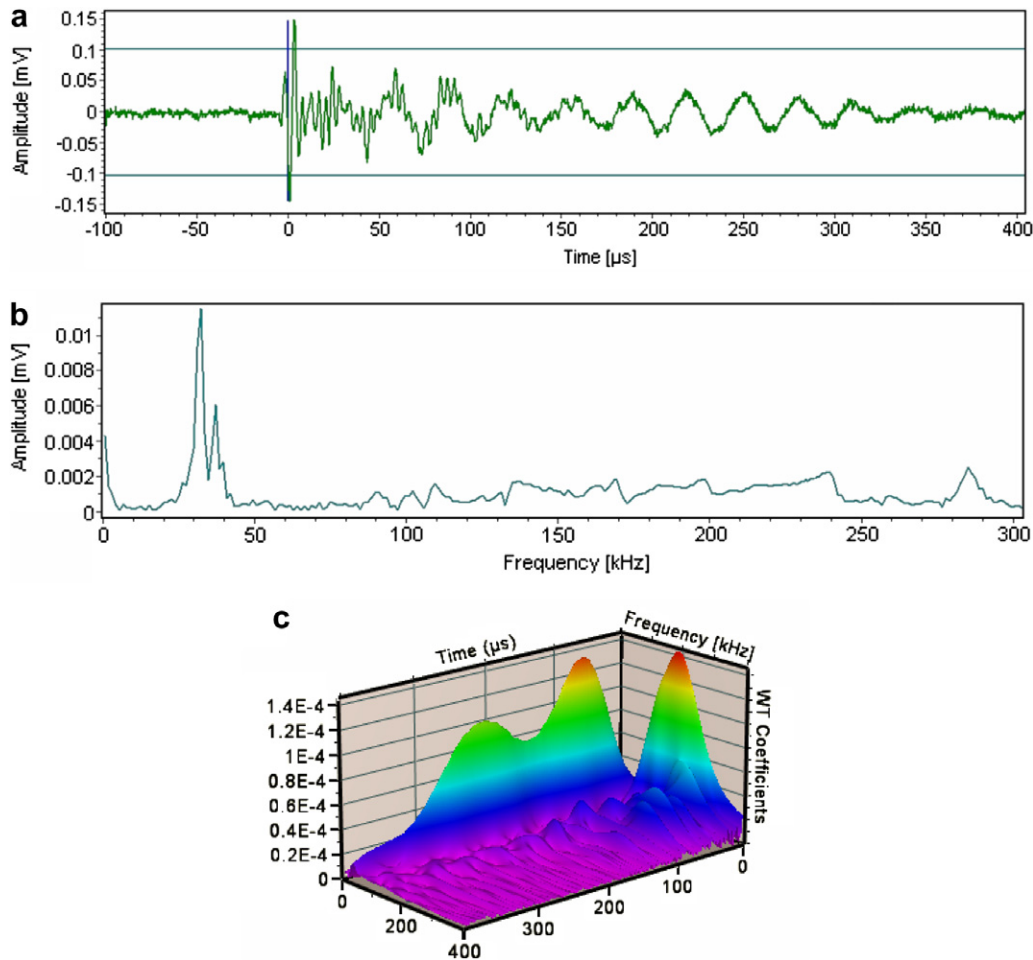 a
Amplitude [mV]
0.15
0.1
0.05
0
-0.05
-0.1
-0.15
-100 -50 0 50 100 150 200 250 300 350 400
Time [µs]
b
Amplitude [mV]
0.01
0.008
0.006
0.004
0.002
0
0 50 100 150 200 250 300
Frequency [kHz]
c
Time (µs)
Frequency [kHz]
WT Coefficients
1.4E-4
1.2E-4
1E-4
0.8E-4
0.6E-4
0.4E-4
0.2E-4
0
0
200
400
300
200
100
0